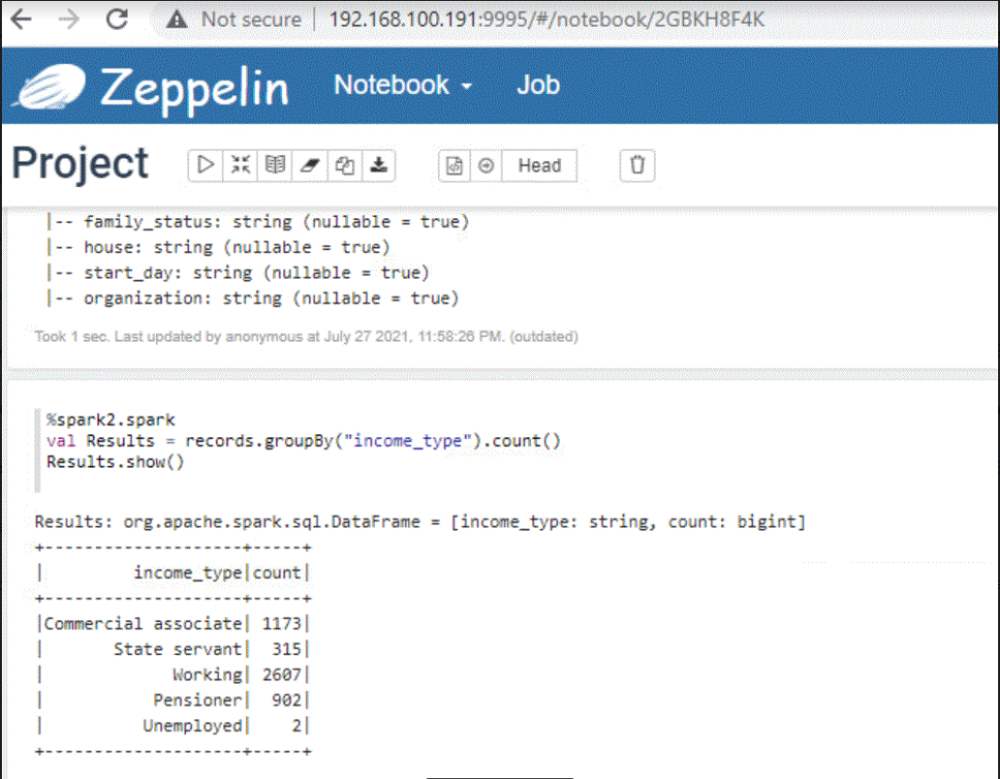 Not secure | 192.168.100.191:9995/#/notebook/2GBKH8F4K
Zeppelin Notebook Job
Project Head
|-- family_status: string (nullable = true)
|-- house: string (nullable = true)
|-- start_day: string (nullable = true)
|-- organization: string (nullable = true)
Took 1 sec. Last updated by anonymous at July 27 2021, 11:58:26 PM. (outdated)
%spark2.spark
val Results = records.groupBy("income_type").count()
Results.show()
Results: org.apache.spark.sql.DataFrame = [income_type: string, count: bigint]
+--------------------+-----+
|         income_type|count|
+--------------------+-----+
|Commercial associate| 1173|
|       State servant|  315|
|             Working| 2607|
|           Pensioner|  902|
|          Unemployed|    2|
+--------------------+-----+